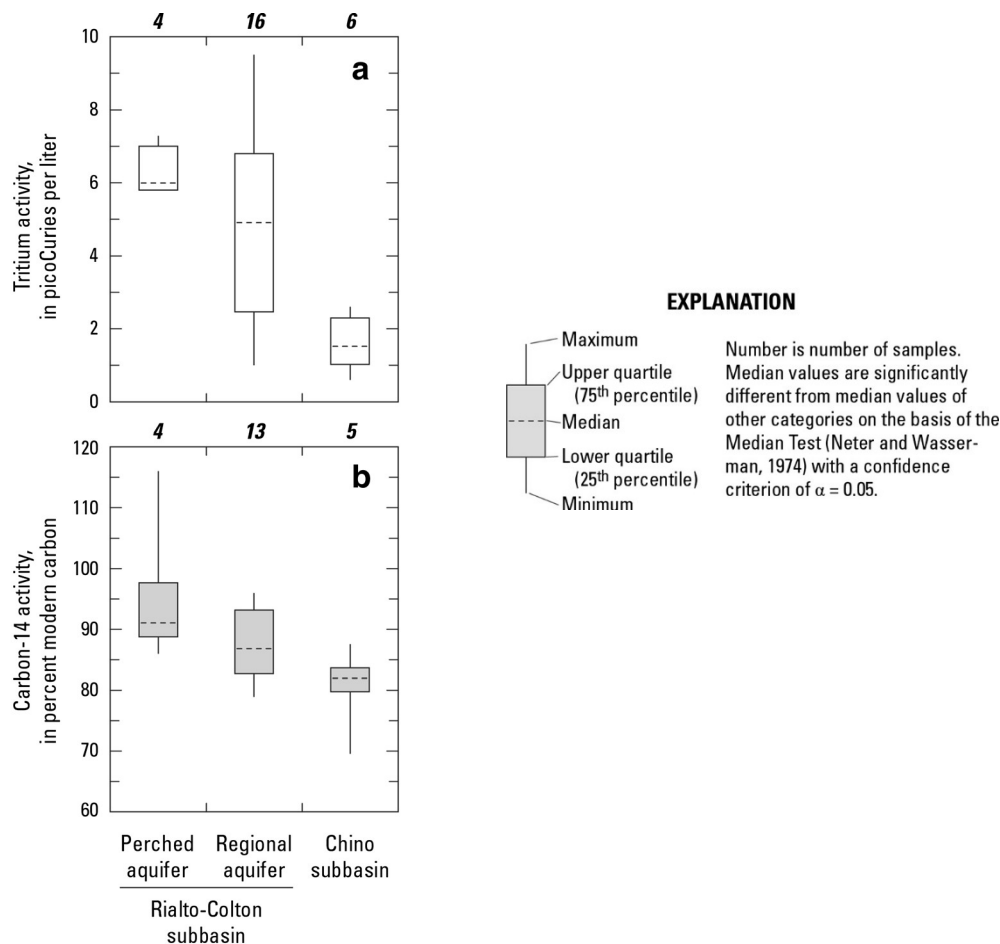 4 16 6
a
10
8
6
4
2
0
Tritium activity,
in picoCuries per liter
4 13 5
b
120
110
100
90
80
70
60
Carbon-14 activity,
in percent modern carbon
Perched Regional Chino
aquifer aquifer subbasin
Rialto-Colton
subbasin
EXPLANATION
Maximum
Upper quartile
(75th percentile)
Median
Lower quartile
(25th percentile)
Minimum
Number is number of samples.
Median values are significantly
different from median values of
other categories on the basis of the
Median Test (Neter and Wasser-
man, 1974) with a confidence
criterion of α = 0.05.